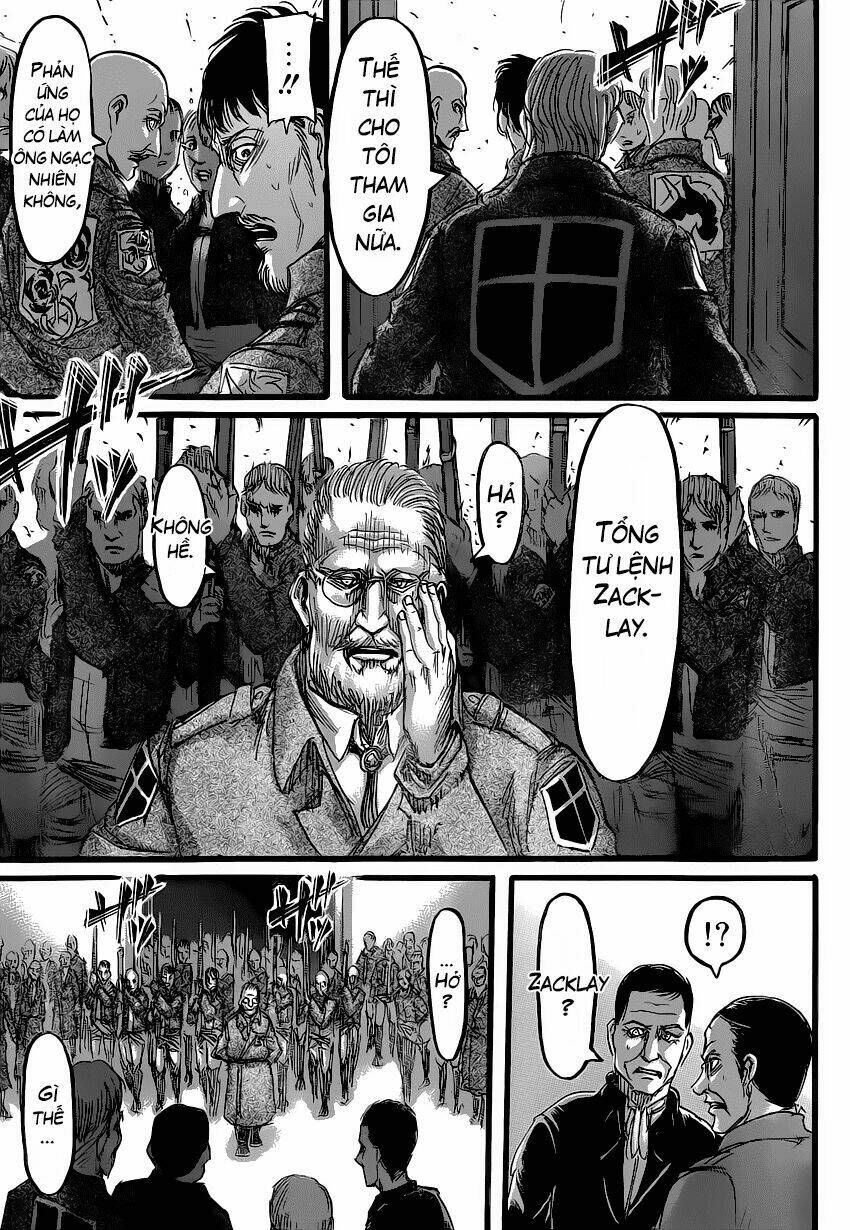 THẾ
THÌ
CHO
TÔI
THAM
GIA
NỮA.
...!!
PHẢN
ỨNG
CỦA HỌ
CÓ LÀM
ÔNG NGẠC
NHIÊN
KHÔNG,
TỔNG
TƯ LỆNH
ZACK-
LAY.
HẢ
?
KHÔNG
HỀ.
!?
ZACKLAY
?
...
HỞ
?
GÌ
THẾ
...